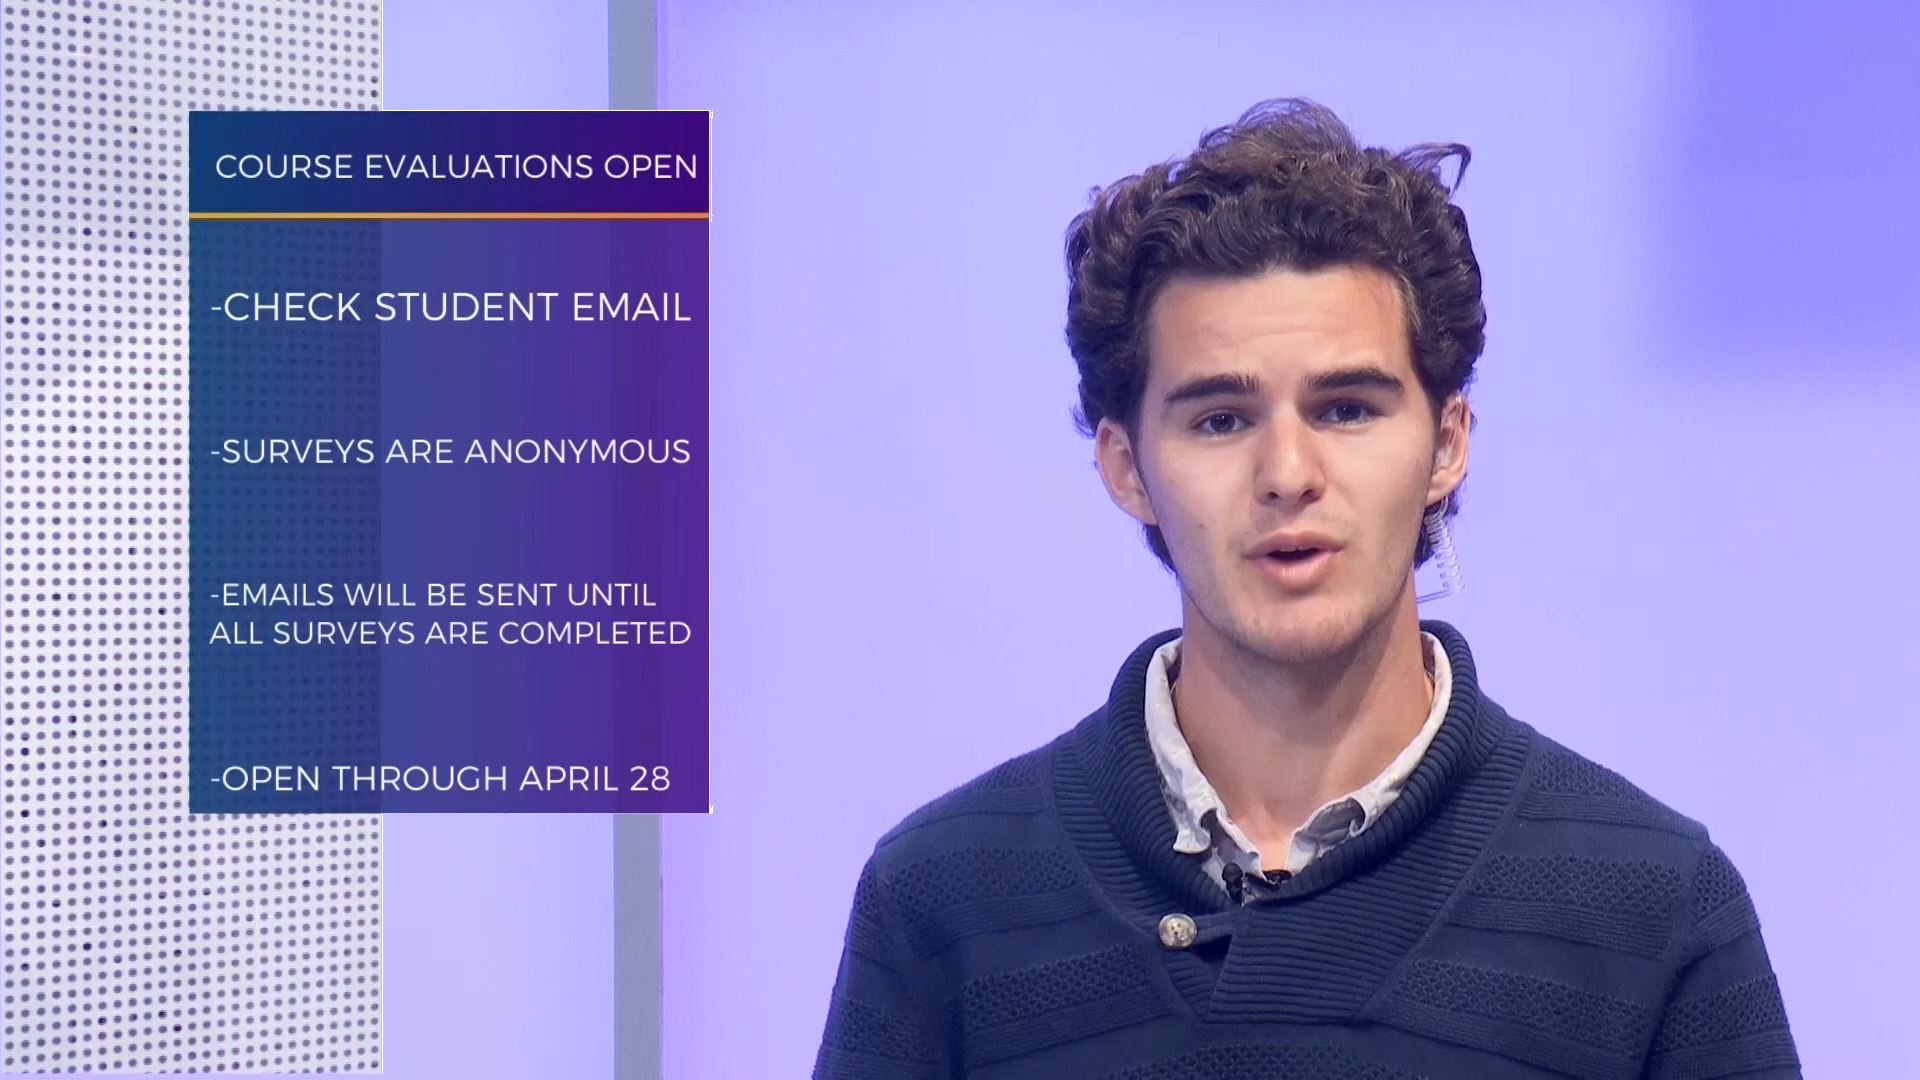 COURSE EVALUATIONS OPEN
-CHECK STUDENT EMAIL
-SURVEYS ARE ANONYMOUS
-EMAILS WILL BE SENT UNTIL
ALL SURVEYS ARE COMPLETED
-OPEN THROUGH APRIL 28